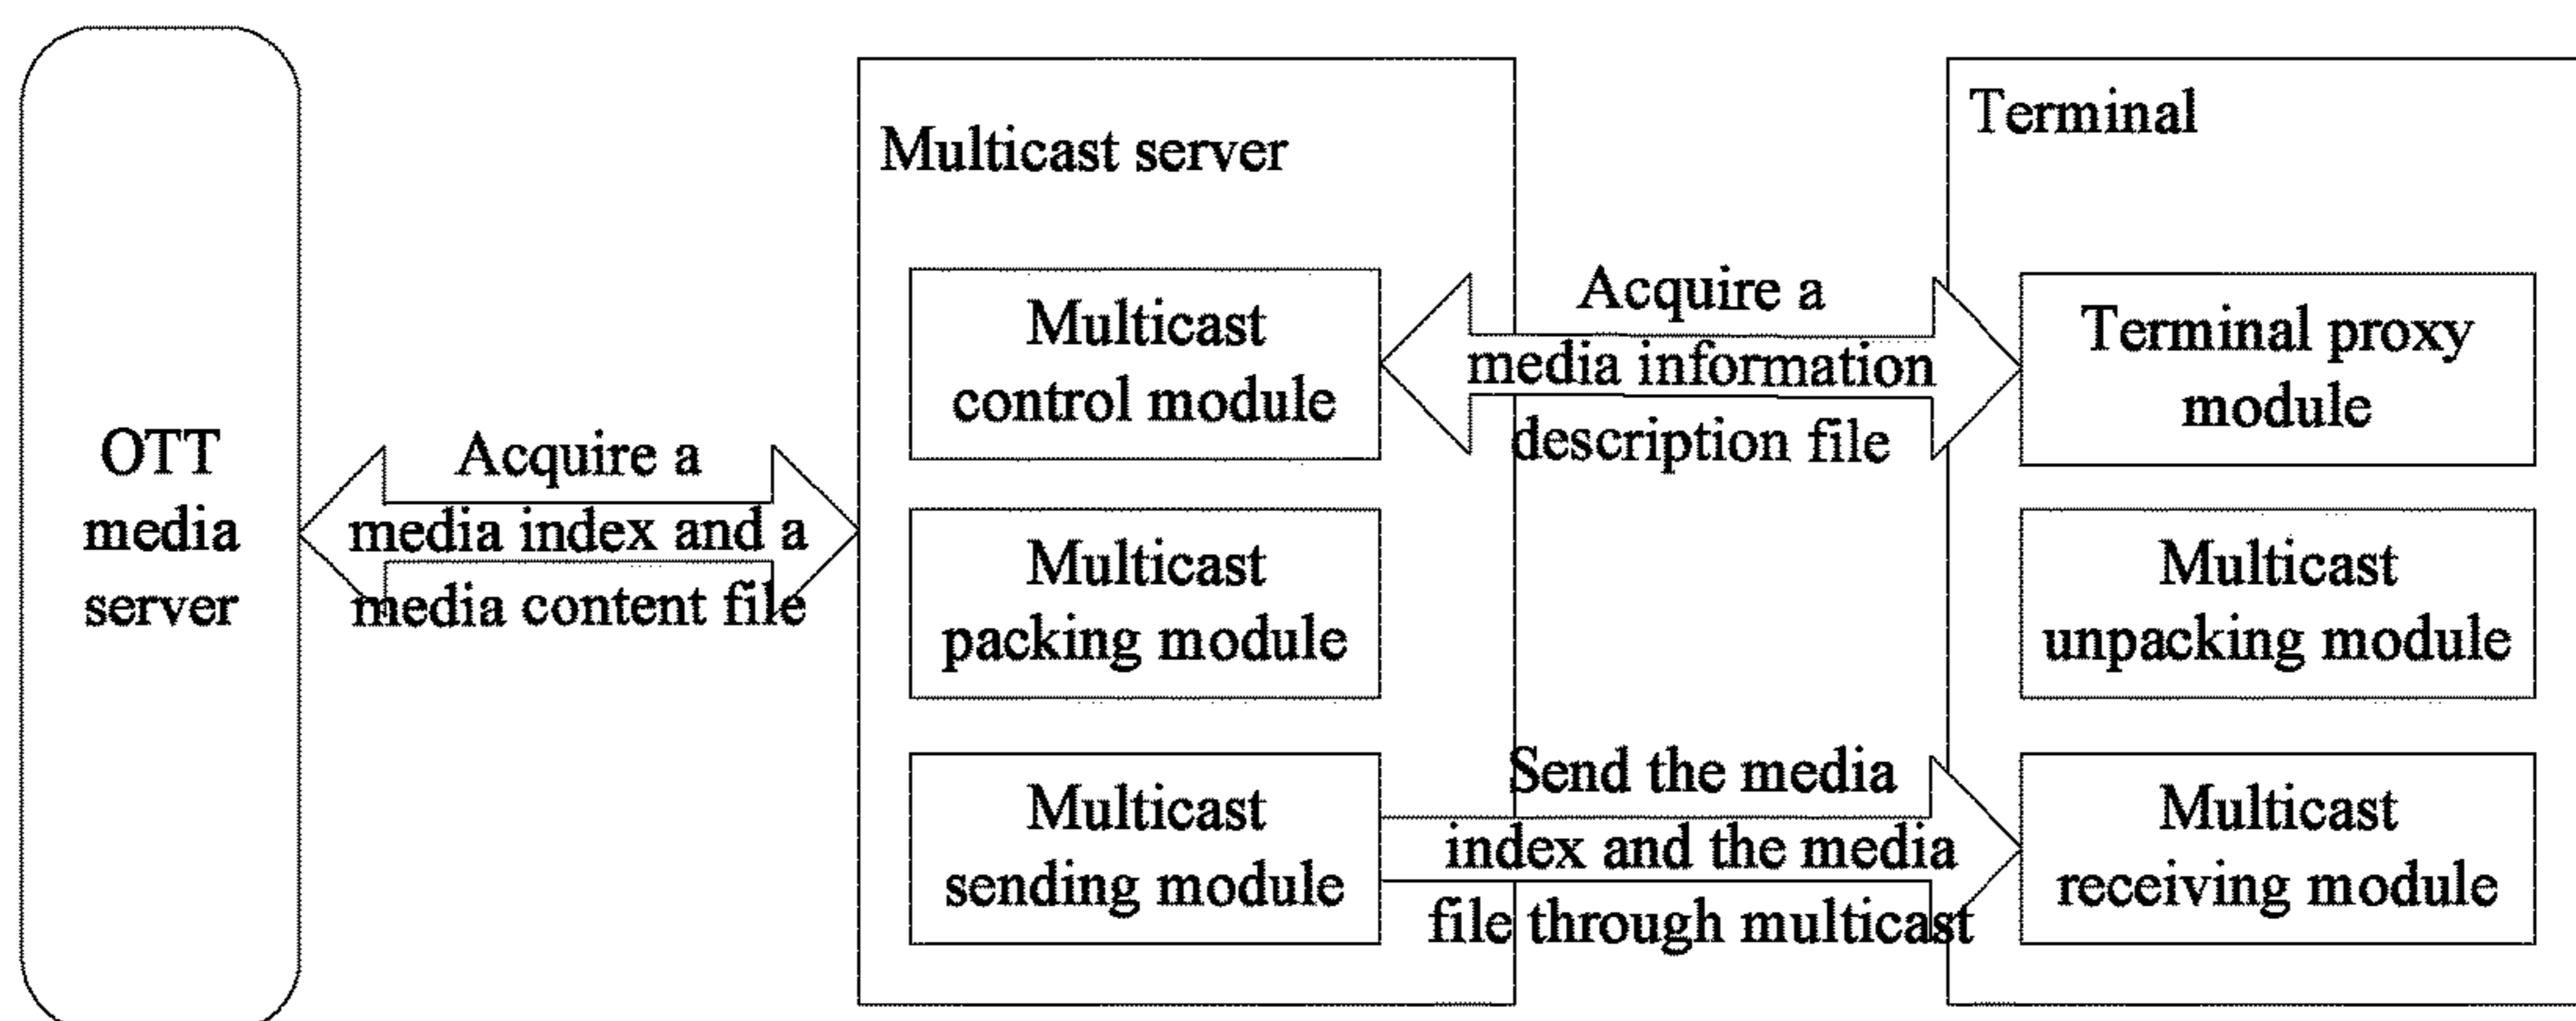 OTT
media
server
Acquire a
media index and a
media content file
Multicast server
Multicast
control module
Multicast
packing module
Multicast
sending module
Acquire a
media information
description file
Send the media
index and the media
file through multicast
Terminal
Terminal proxy
module
Multicast
unpacking module
Multicast
receiving module